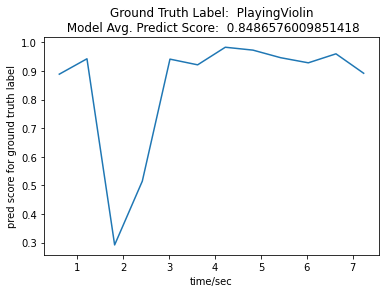 Ground Truth Label:  PlayingViolin
Model Avg. Predict Score:  0.8486576009851418
pred score for ground truth label
1.0
0.9
0.8
0.7
0.6
0.5
0.4
0.3
1 2 3 4 5 6 7
time/sec